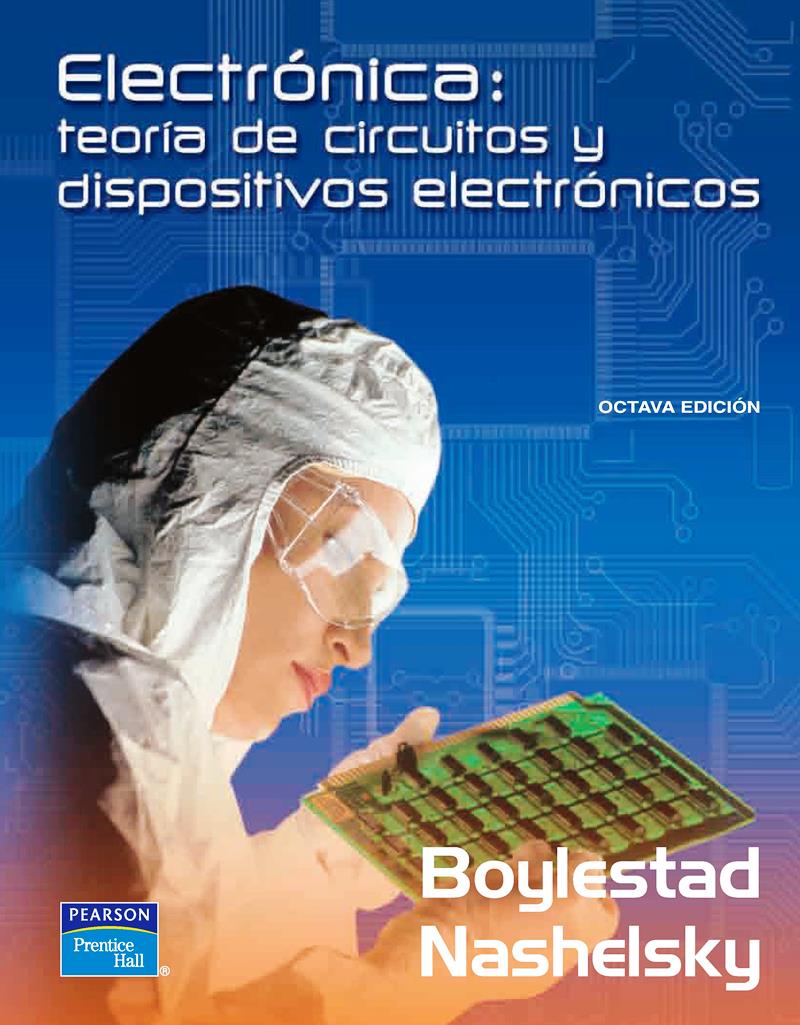 Electrónica:
teoría de circuitos y
dispositivos electrónicos
OCTAVA EDICIÓN
Boylestad
Nashelsky
PEARSON
Prentice
Hall
®